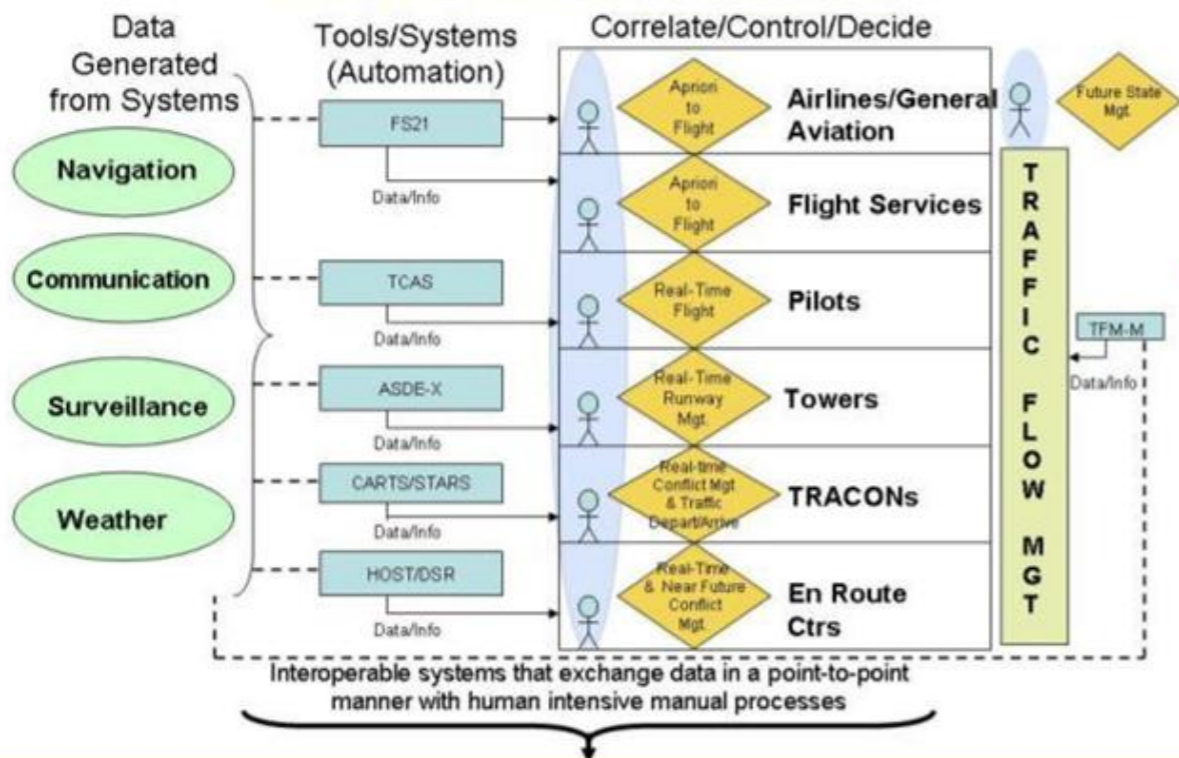 Data
Generated
from Systems
Navigation
Communication
Surveillance
Weather
Tools/Systems
(Automation)
FS21
Data/Info
TCAS
Data/Info
ASDE-X
Data/Info
CARTS/STARS
Data/Info
HOST/DSR
Data/Info
Correlate/Control/Decide
Apriori
to
Flight
Airlines/General
Aviation
Apriori
to
Flight
Flight Services
Real-Time
Flight
Pilots
Real-Time
Runway
Mgt.
Towers
Real-time
Conflict Mgt
& Traffic
Depart/Arrive
TRACONs
Real-Time
& Near Future
Conflict
Mgt.
En Route
Ctrs
Future State
Mgt.
TRAFFIC FLOW MGT
TFM-M
Data/Info
Interoperable systems that exchange data in a point-to-point
manner with human intensive manual processes